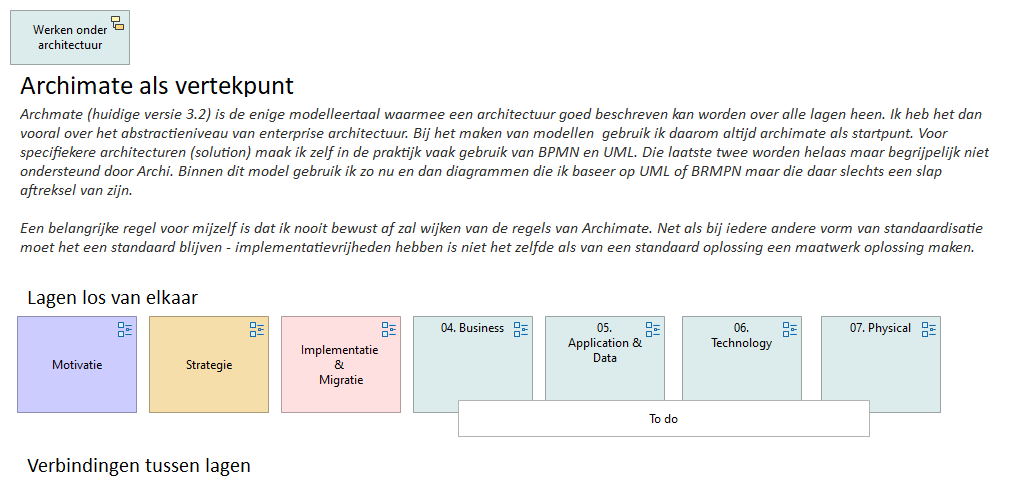 Werken onder
architectuur
Archimate als vertekpunt
Archmate (huidige versie 3.2) is de enige modelleertaal waarmee een architectuur goed beschreven kan worden over alle lagen heen. Ik heb het dan
vooral over het abstractieniveau van enterprise architectuur. Bij het maken van modellen  gebruik ik daarom altijd archimate als startpunt. Voor
specifiekere architecturen (solution) maak ik zelf in de praktijk vaak gebruik van BPMN en UML. Die laatste twee worden helaas maar begrijpelijk niet
ondersteund door Archi. Binnen dit model gebruik ik zo nu en dan diagrammen die ik baseer op UML of BRMPN maar die daar slechts een slap
aftreksel van zijn.
Een belangrijke regel voor mijzelf is dat ik nooit bewust af zal wijken van de regels van Archimate. Net als bij iedere andere vorm van standaardisatie
moet het een standaard blijven - implementatievrijheden hebben is niet het zelfde als van een standaard oplossing een maatwerk oplossing maken.
Lagen los van elkaar
Motivatie
Strategie
Implementatie
&
Migratie
04. Business
05.
Application &
Data
06.
Technology
07. Physical
To do
Verbindingen tussen lagen